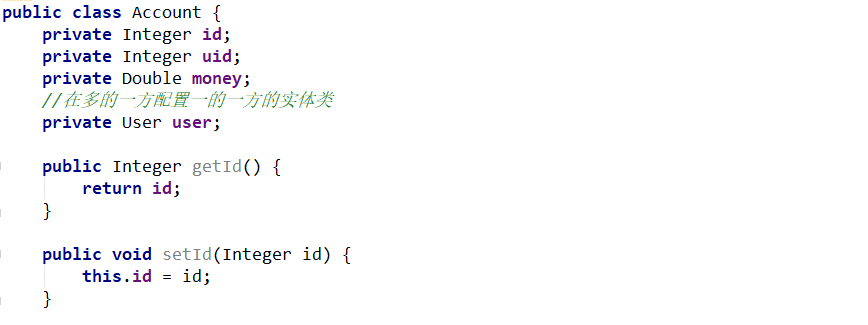 public class Account {
    private Integer id;
    private Integer uid;
    private Double money;
    //在多的一方配置一的一方的实体类
    private User user;

    public Integer getId() {
        return id;
    }

    public void setId(Integer id) {
        this.id = id;
    }